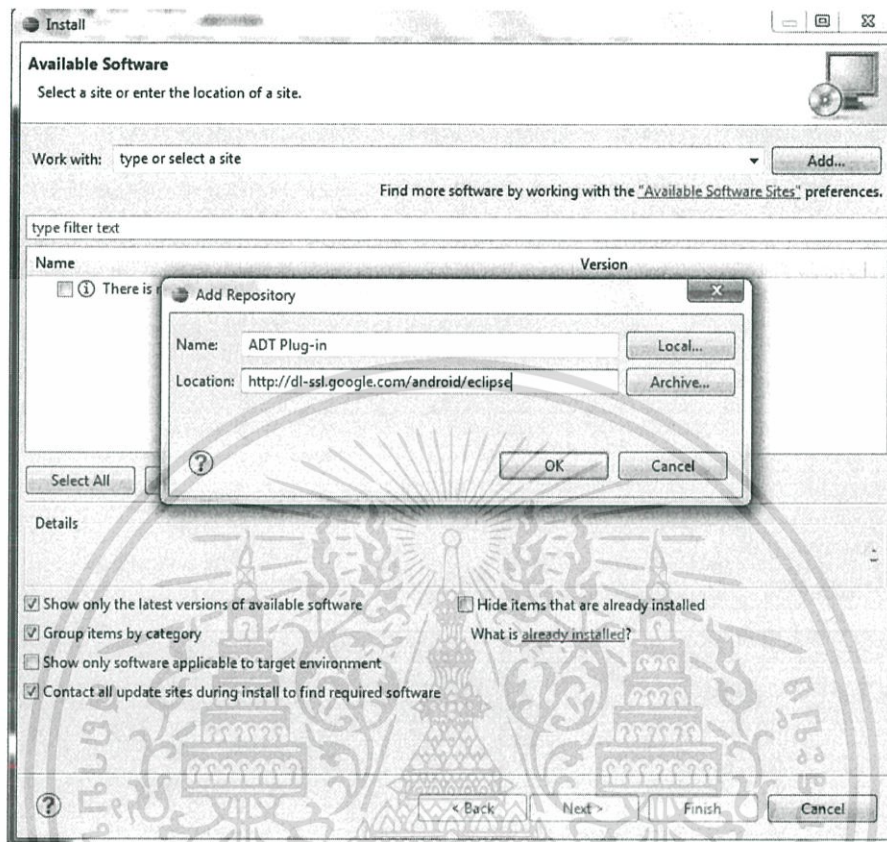 Install
Available Software
Select a site or enter the location of a site.
Work with: type or select a site
Add...
Find more software by working with the "Available Software Sites" preferences.
type filter text
Name Version
There is
Add Repository
Name: ADT Plug-in Local...
Location: http://dl-ssl.google.com/android/eclipse Archive...
OK Cancel
Select All
Details
Show only the latest versions of available software Hide items that are already installed
Group items by category What is already installed?
Show only software applicable to target environment
Contact all update sites during install to find required software
< Back Next > Finish Cancel